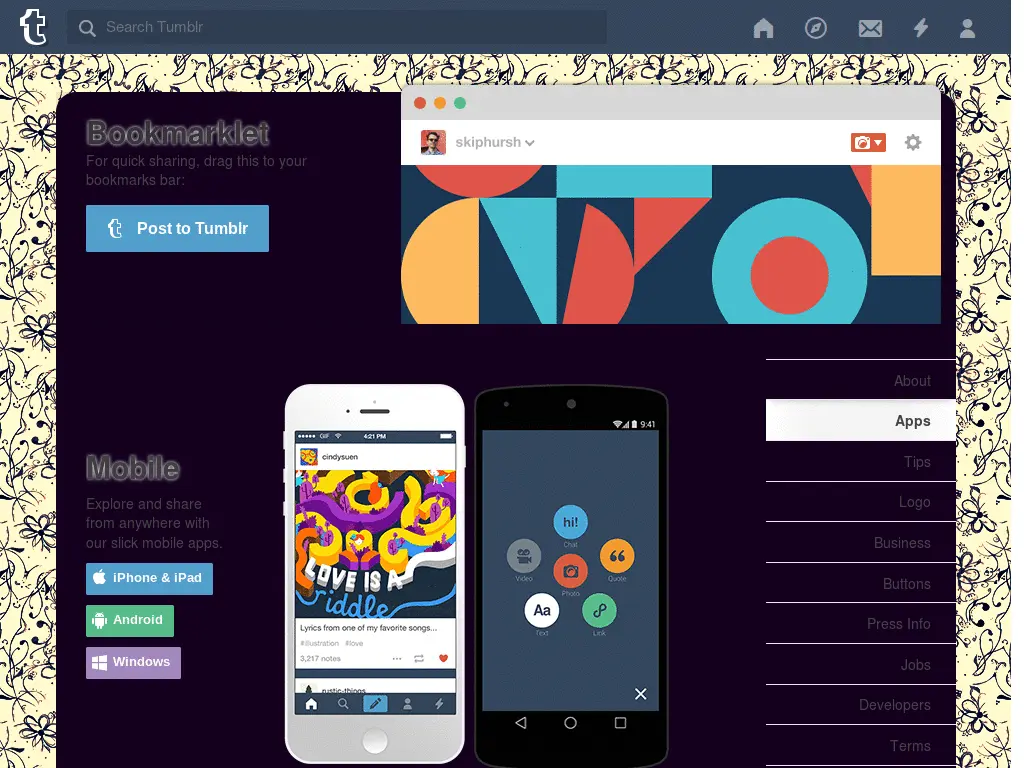 Search Tumblr
Bookmarklet
For quick sharing, drag this to your
bookmarks bar:
Post to Tumblr
skiphursh
About
Apps
Tips
Logo
Business
Buttons
Press Info
Jobs
Developers
Terms
Mobile
Explore and share
from anywhere with
our slick mobile apps.
iPhone & iPad
Android
Windows
GIF 4:21 PM
cindysuen
LOVE IS A
riddle
Lyrics from one of my favorite songs...
#illustration #love
3,217 notes
rustic-things
9:41
hi!
Chat
Video
Photo
Quote
Aa
Text
Link